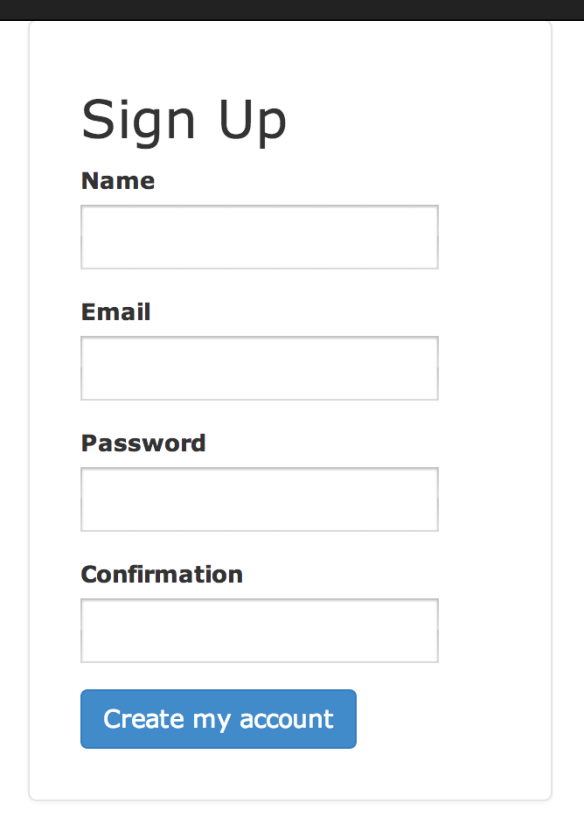 Sign Up
Name
Email
Password
Confirmation
Create my account